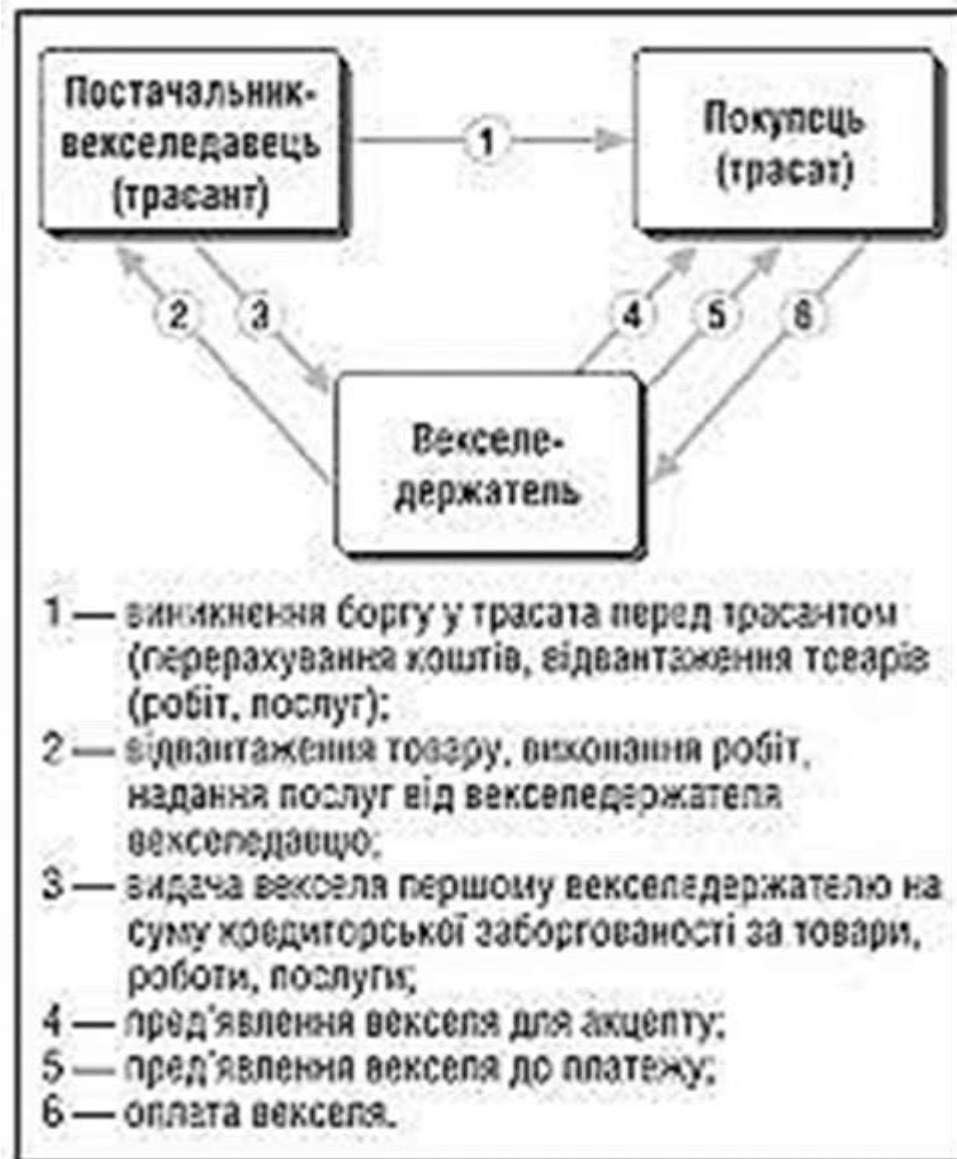 Постачальник-
векселедавець
(трасант)
1
Покупець
(трасат)
2
3
4
5
6
Векселе-
держатель
1 — виникнення боргу у трасата перед трасантом
(перерахування коштів, відвантаження товарів
(робіт, послуг);
2 — відвантаження товару, виконання робіт,
надання послуг від векселедержателя
векселедавцю;
3 — видача векселя першому векселедержателю на
суму кредиторської заборгованості за товари,
роботи, послуги;
4 — пред'явлення векселя для акцепту;
5 — пред'явлення векселя до платежу;
6 — оплата векселя.